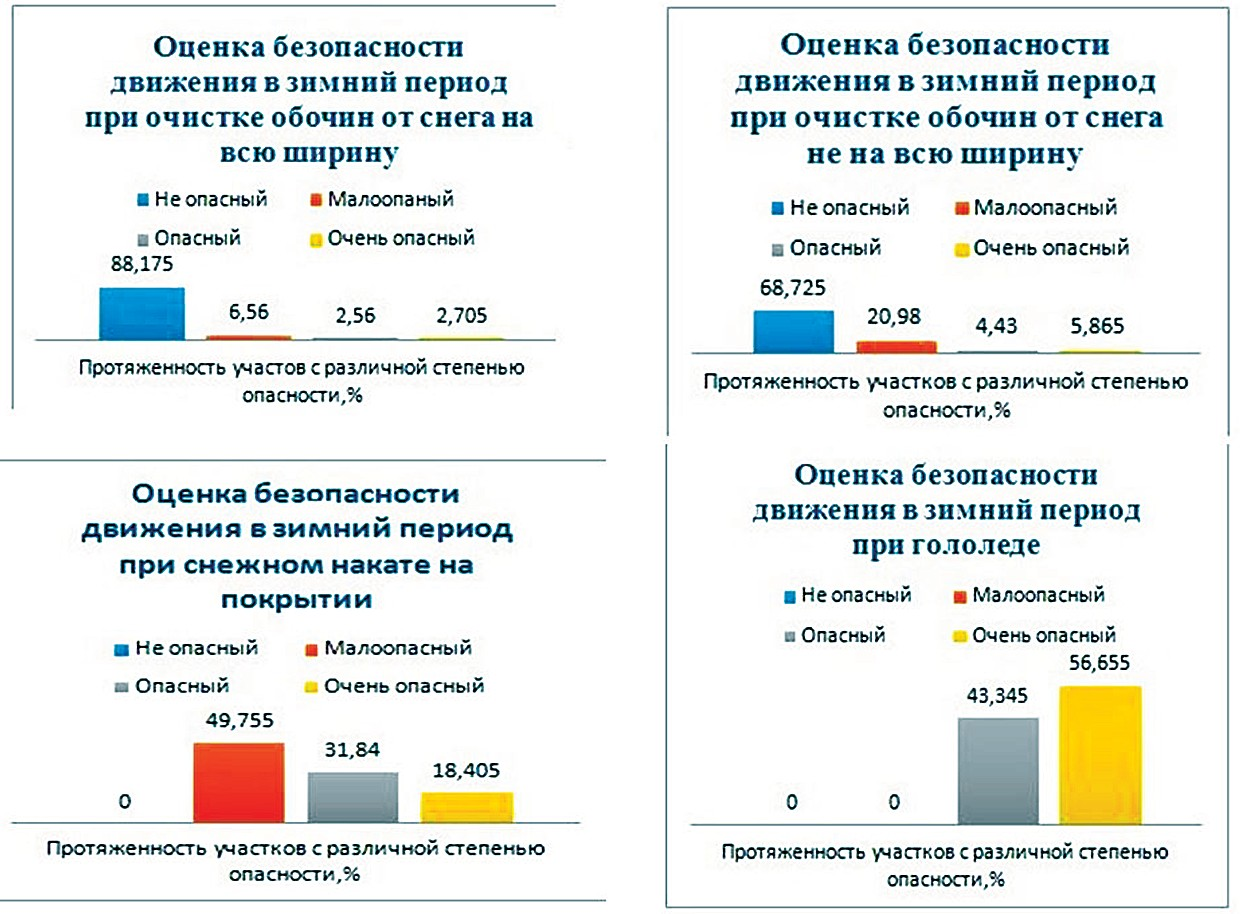 Оценка безопасности
движения в зимний период
при очистке обочин от снега на
всю ширину
Не опасный Малоопаный
Опасный Очень опасный
88,175
6,56 2,56 2,705
Протяженность участов с различной степенью
опасности,%
Оценка безопасности
движения в зимний период
при очистке обочин от снега
не на всю ширину
Не опасный Малоопасный
Опасный Очень опасный
68,725
20,98 4,43 5,865
Протяженность участков с различной степенью
опасности,%
Оценка безопасности
движения в зимний период
при снежном накате на
покрытии
Не опасный Малоопасный
Опасный Очень опасный
49,755
31,84
18,405
0
Протяженность участков с различной степенью
опасности,%
Оценка безопасности
движения в зимний период
при гололеде
Не опасный Малоопасный
Опасный Очень опасный
56,655
43,345
0 0
Протяженность участков с различной степенью
опасности,%